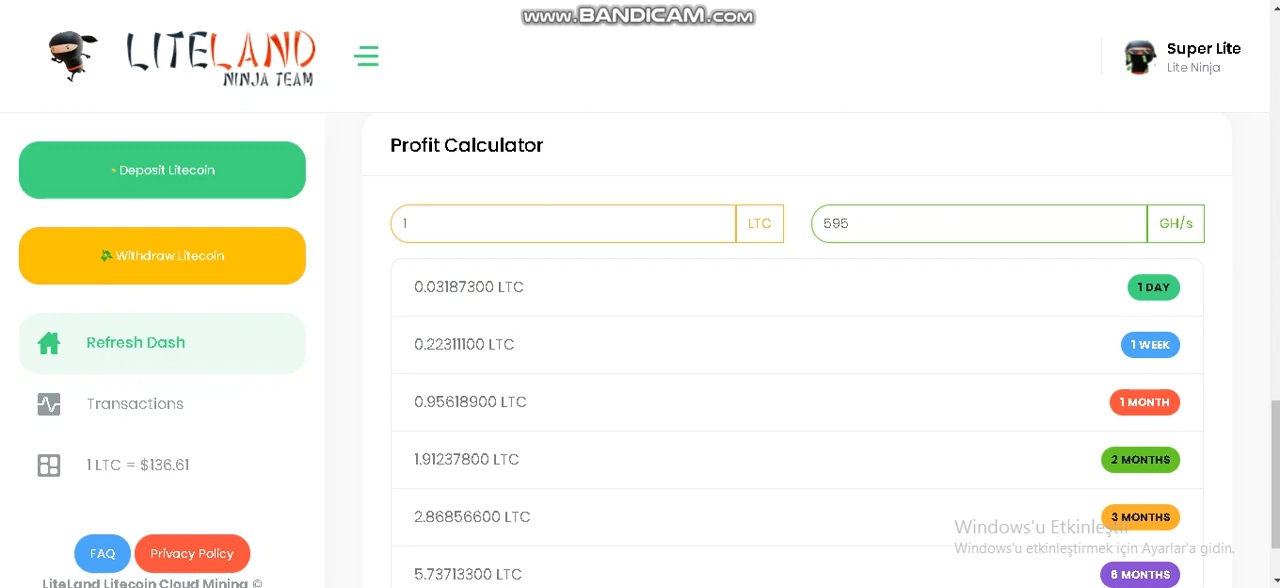 www.BANDICAM.com
LITELAND
NINJA TEAM
Super Lite
Lite Ninja
Deposit Litecoin
Withdraw Litecoin
Refresh Dash
Transactions
1 LTC = $136.61
FAQ
Privacy Policy
LiteLand Litecoin Cloud Mining ©
Profit Calculator
1 LTC
595 GH/s
0.03187300 LTC 1 DAY
0.22311100 LTC 1 WEEK
0.95618900 LTC 1 MONTH
1.91237800 LTC 2 MONTHS
2.86856600 LTC 3 MONTHS
5.73713300 LTC 6 MONTHS
Windows'u Etkinleştir
Windows'u etkinleştirmek için Ayarlar'a gidin.